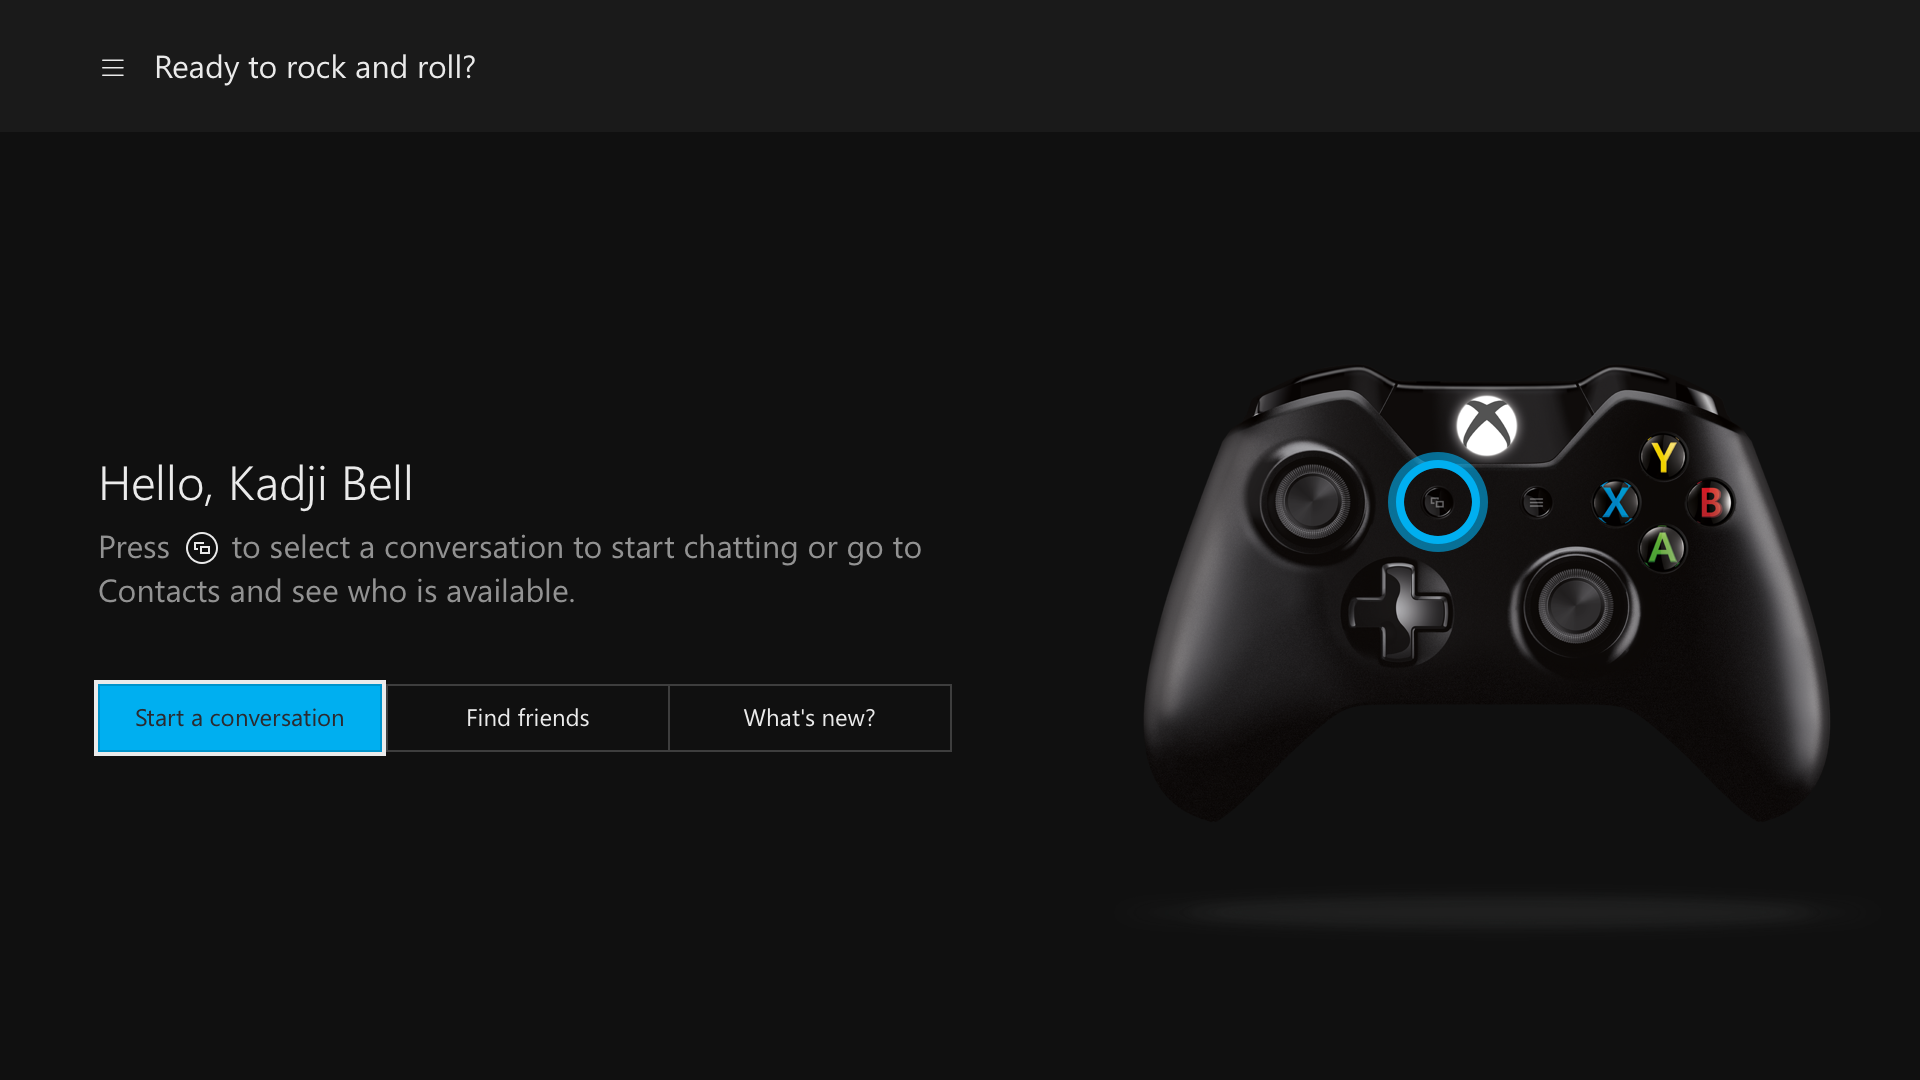 Ready to rock and roll?
Hello, Kadji Bell
Press to select a conversation to start chatting or go to
Contacts and see who is available.
Start a conversation Find friends What's new?
Y
X B
A